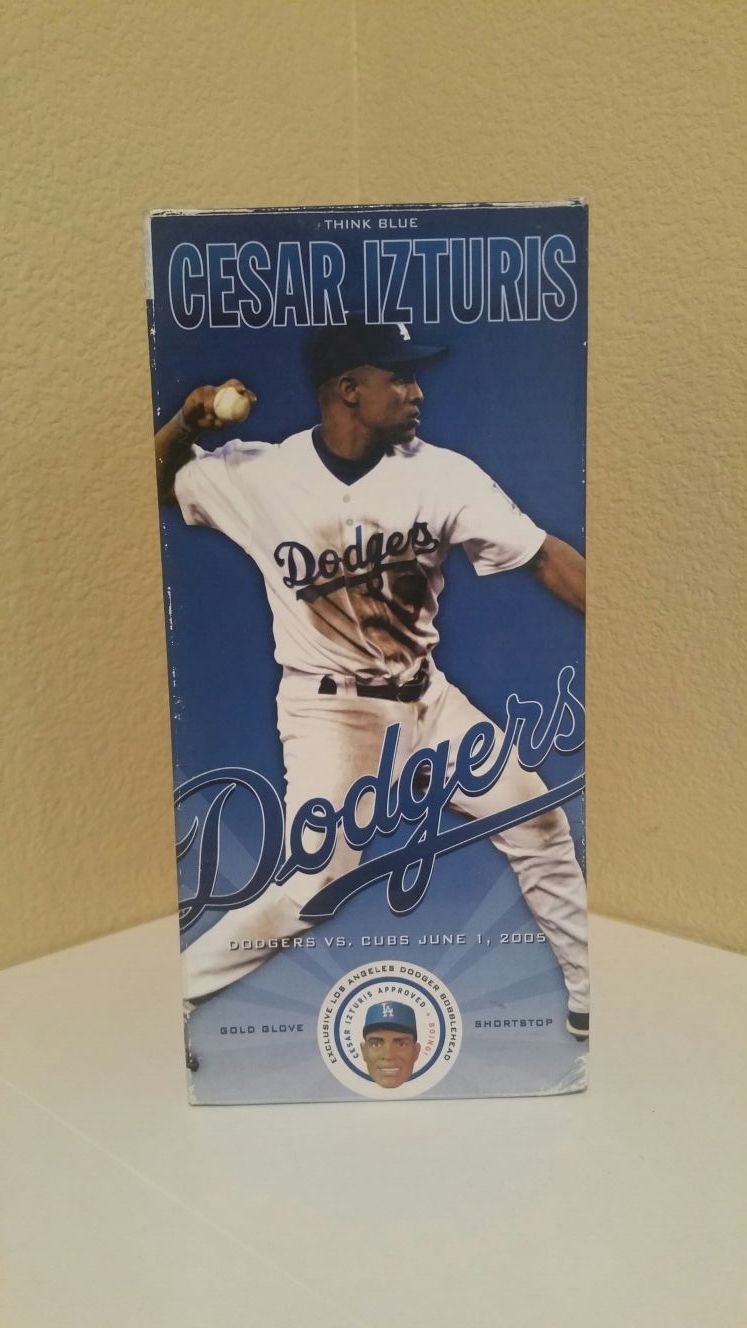 THINK BLUE
CESAR IZTURIS
LA
Dodgers
Dodgers
DODGERS VS. CUBS JUNE 1, 2005
GOLD GLOVE
EXCLUSIVE LOS ANGELES DODGER BOBBLEHEAD
CESAR IZTURIS APPROVED • BOING!
LA
SHORTSTOP